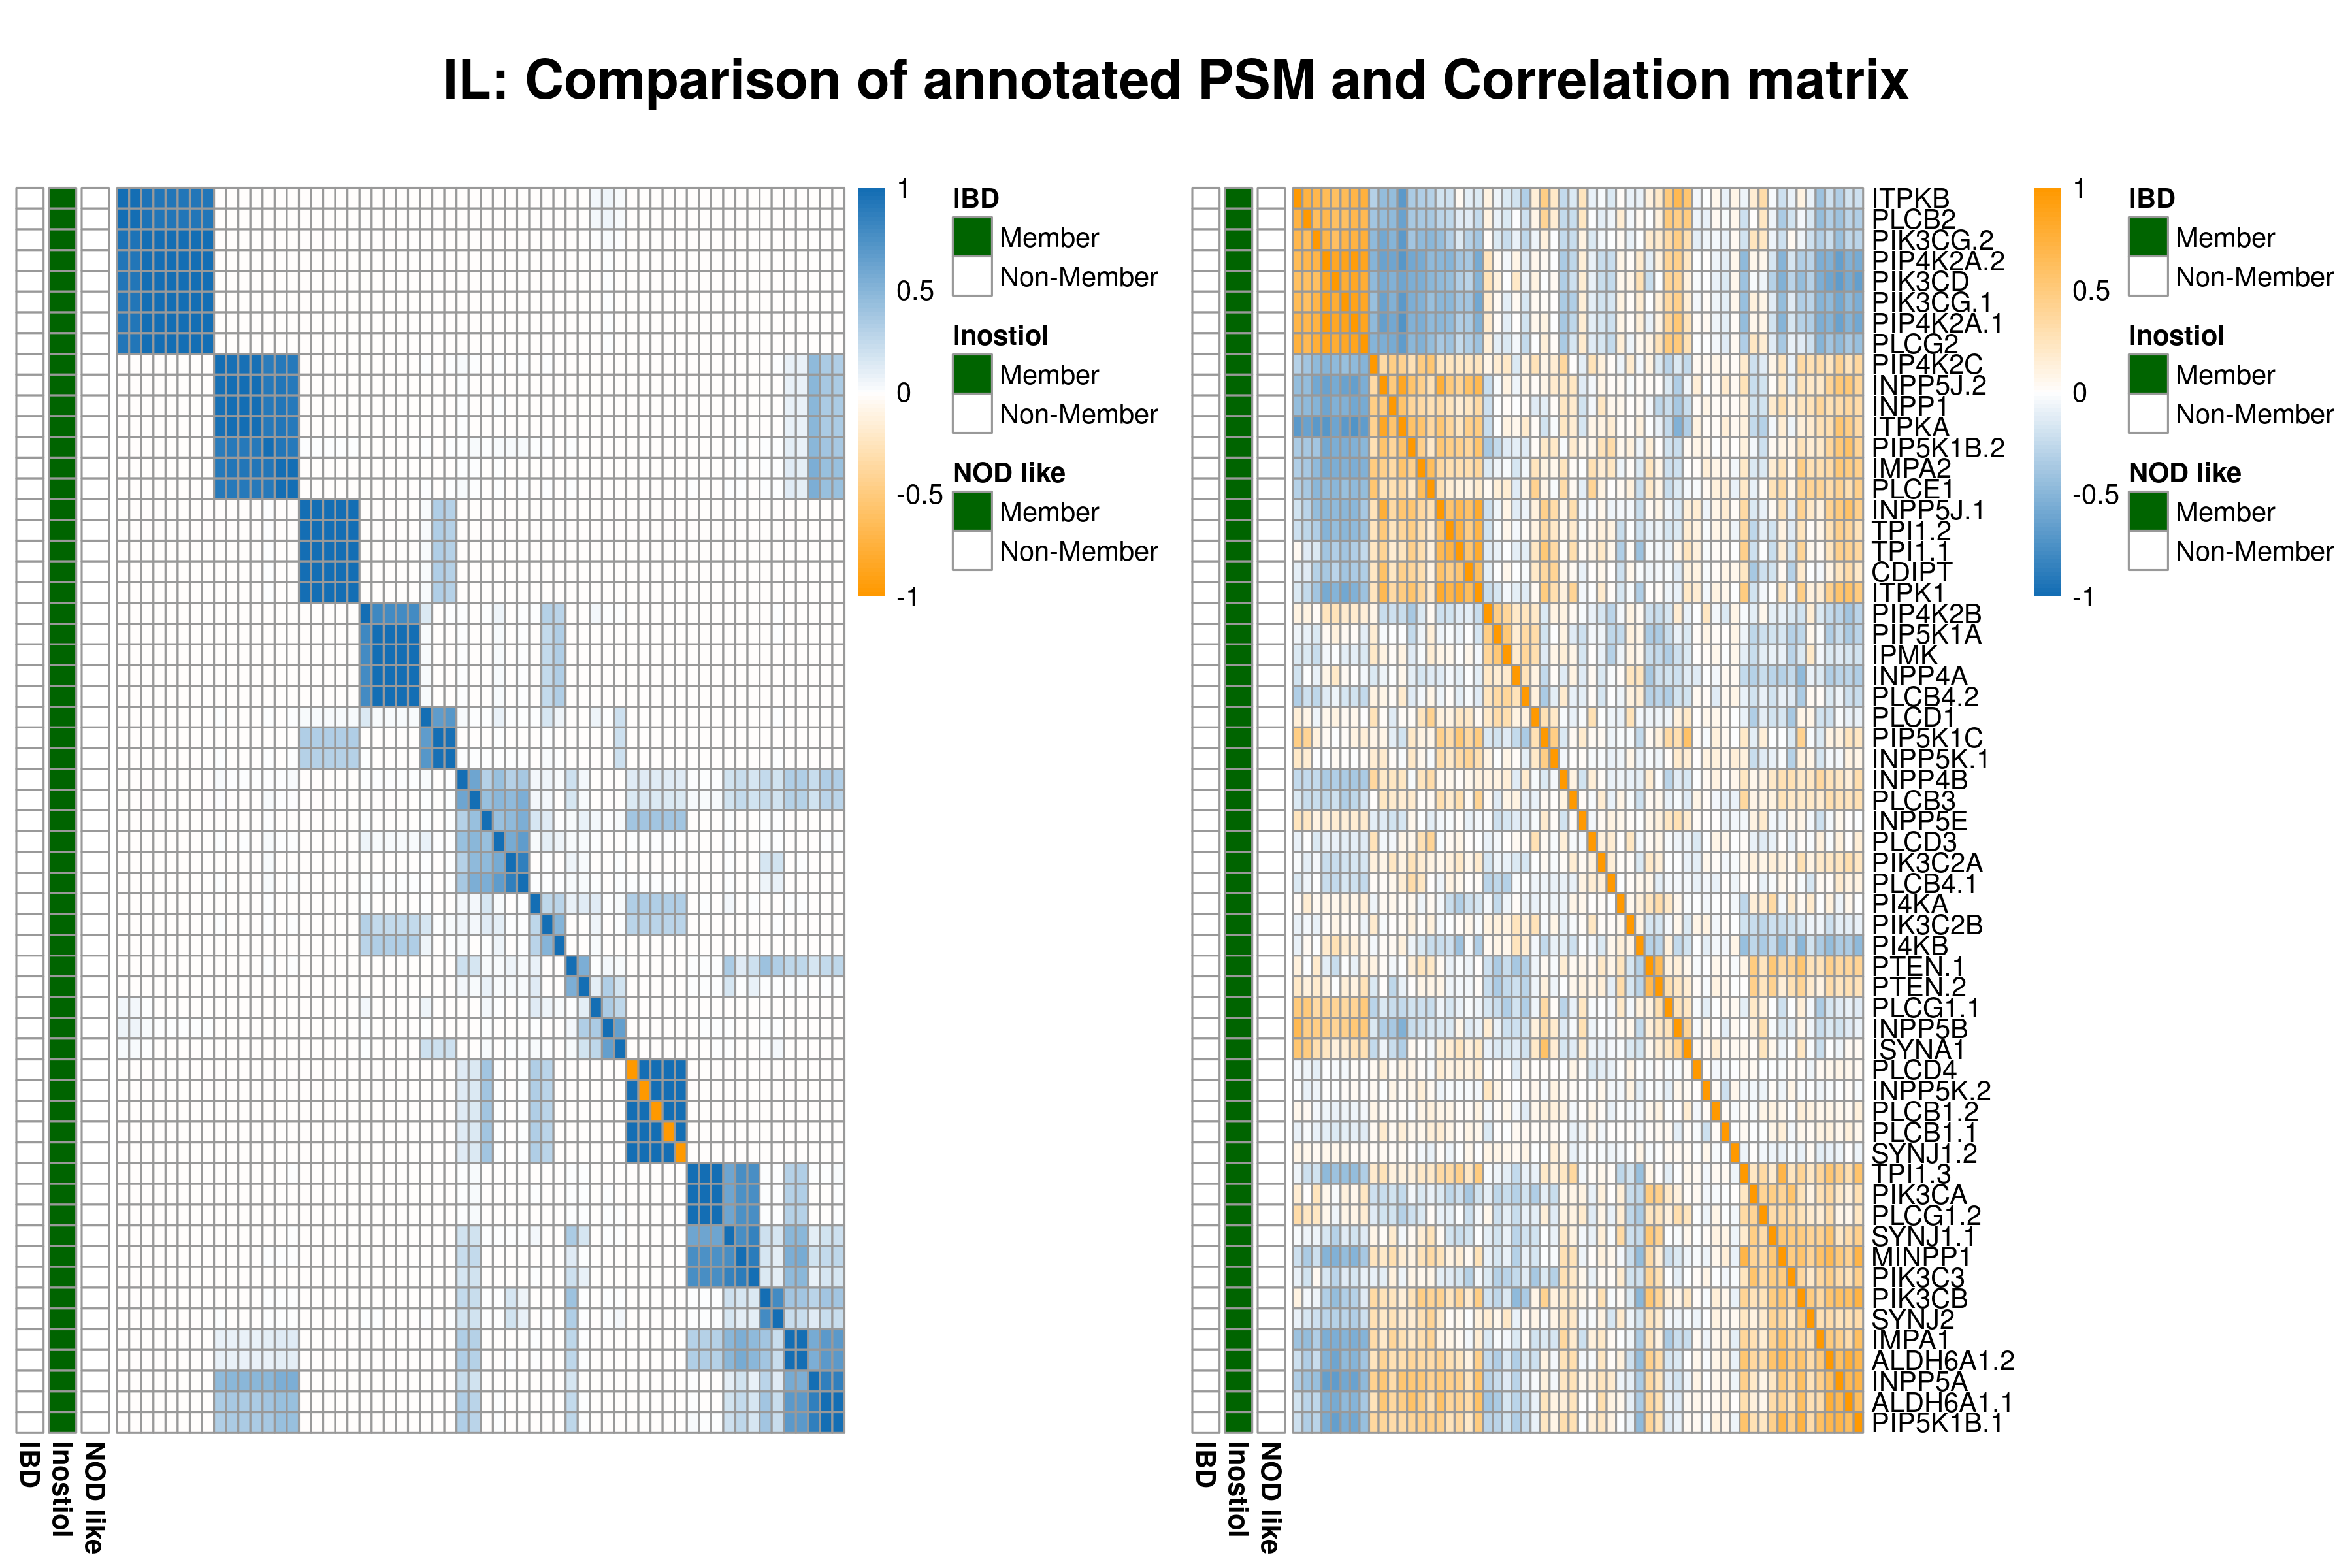 IL: Comparison of annotated PSM and Correlation matrix
1
0.5
0
-0.5
-1
IBD
Member
Non-Member
Inostiol
Member
Non-Member
NOD like
Member
Non-Member
IBD
Inostiol
NOD like
ITPKB
PLCB2
PIK3CG.2
PIP4K2A.2
PIK3CD
PIK3CG.1
PIP4K2A.1
PLCG2
PIP4K2C
INPP5J.2
INPP1
ITPKA
PIP5K1B.2
IMPA2
PLCE1
INPP5J.1
TPI1.2
TPI1.1
CDIPT
ITPK1
PIP4K2B
PIP5K1A
IPMK
INPP4A
PLCB4.2
PLCD1
PIP5K1C
INPP5K.1
INPP4B
PLCB3
INPP5E
PLCD3
PIK3C2A
PLCB4.1
PI4KA
PIK3C2B
PI4KB
PTEN.1
PTEN.2
PLCG1.1
INPP5B
ISYNA1
PLCD4
INPP5K.2
PLCB1.2
PLCB1.1
SYNJ1.2
TPI1.3
PIK3CA
PLCG1.2
SYNJ1.1
MINPP1
PIK3C3
PIK3CB
SYNJ2
IMPA1
ALDH6A1.2
INPP5A
ALDH6A1.1
PIP5K1B.1
1
0.5
0
-0.5
-1
IBD
Member
Non-Member
Inostiol
Member
Non-Member
NOD like
Member
Non-Member
IBD
Inostiol
NOD like